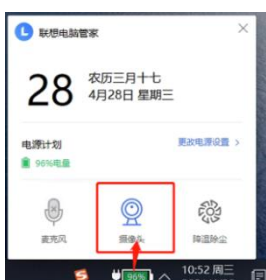 L 联想电脑管家
28
农历三月十七
4月28日 星期三
电源计划
更改电源设置 >
96%电量
麦克风
摄像头
降温除尘
S
96%
10:52 周三